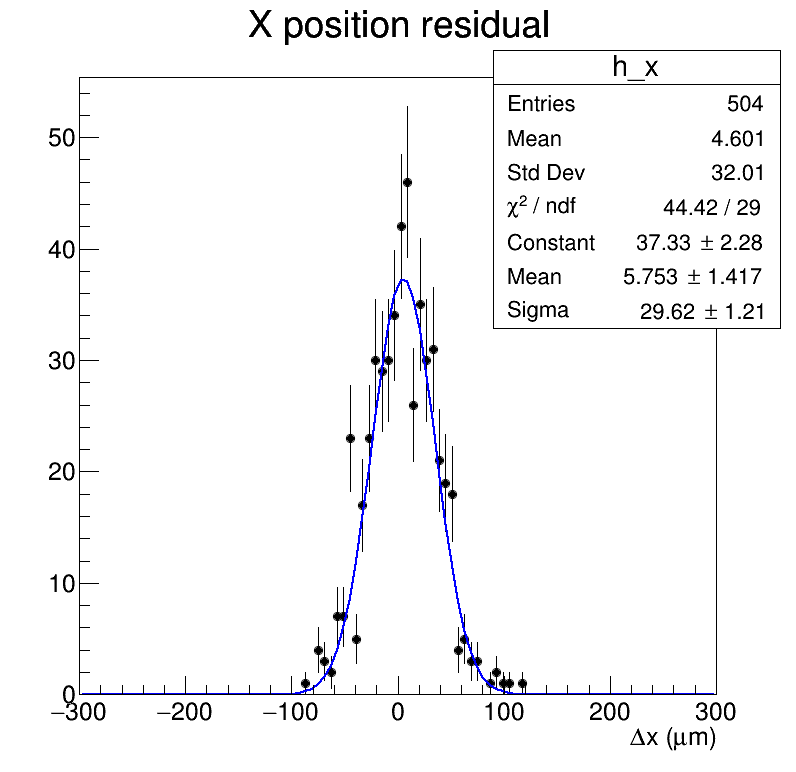 X position residual
h_x
Entries 504
Mean 4.601
Std Dev 32.01
χ² / ndf 44.42 / 29
Constant 37.33 ± 2.28
Mean 5.753 ± 1.417
Sigma 29.62 ± 1.21
50
40
30
20
10
0
−300 −200 −100 0 100 200 300
Δx (μm)